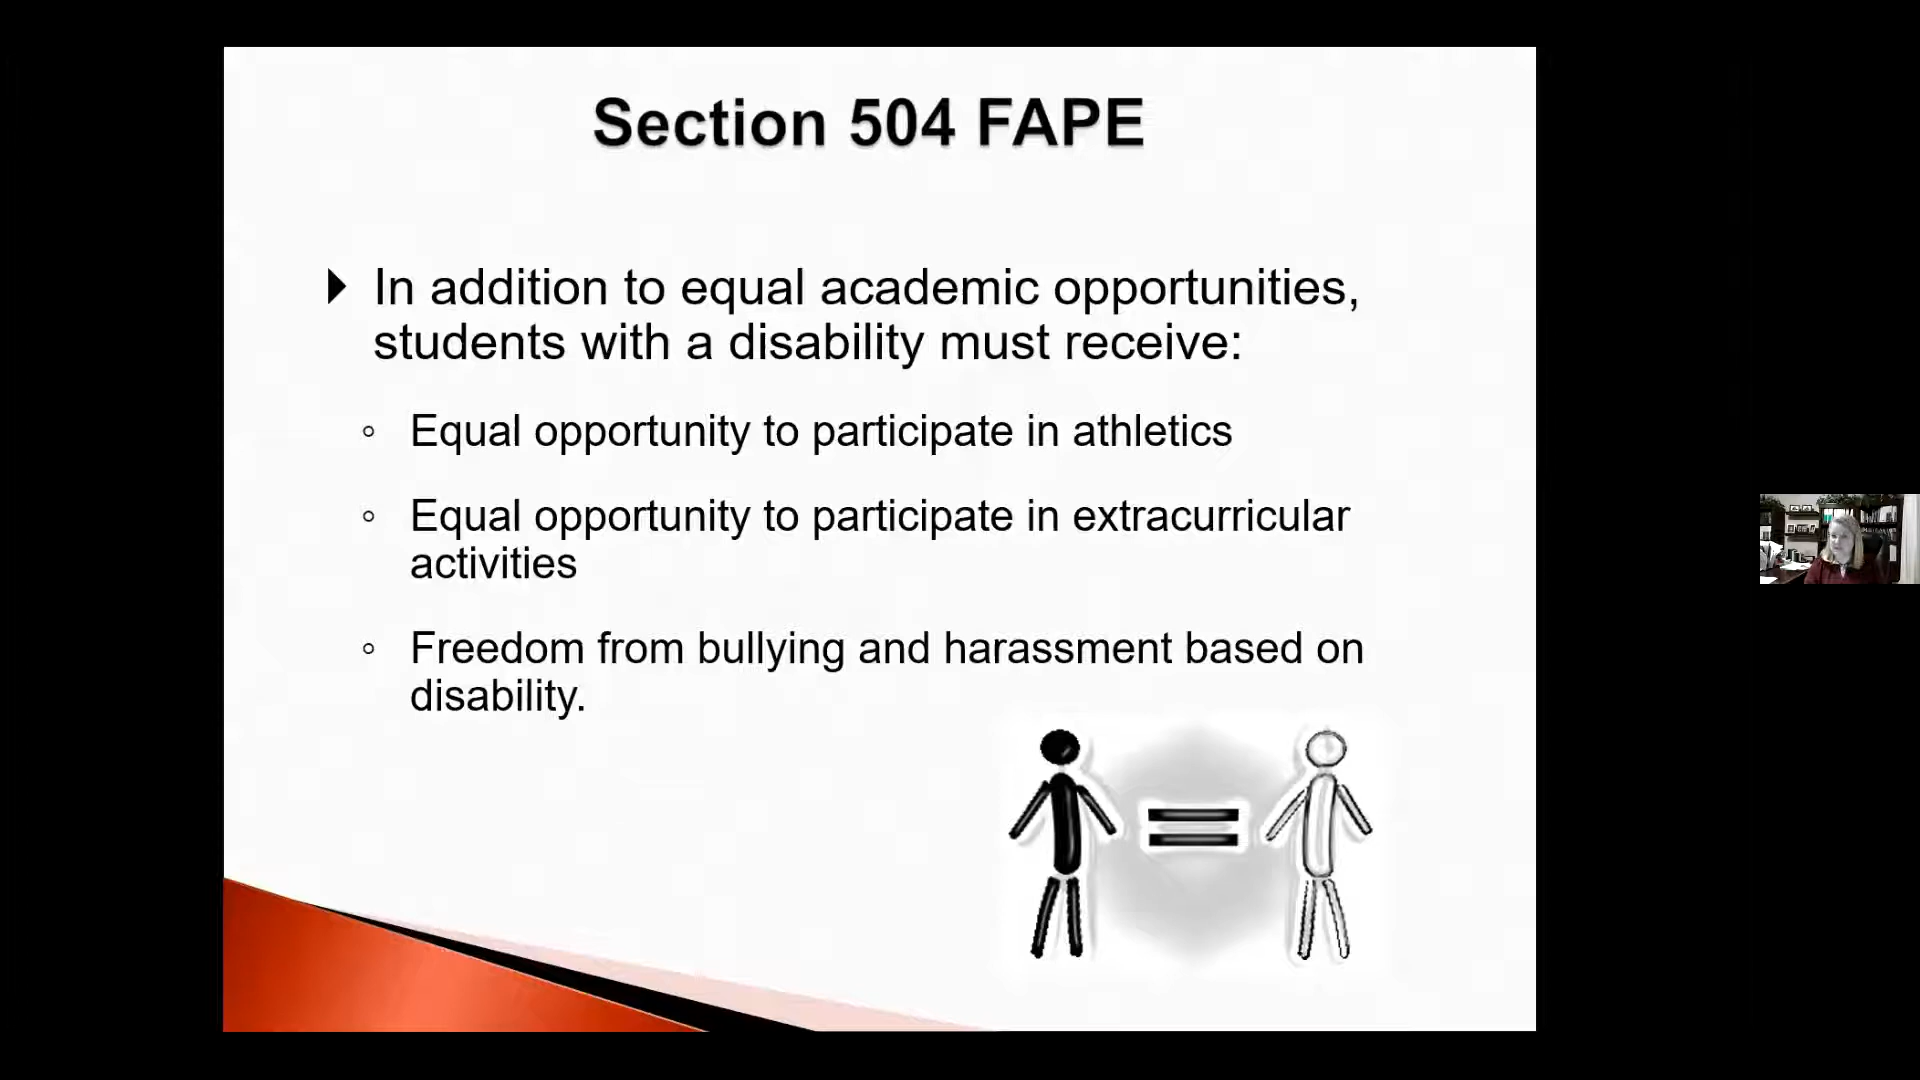 Section 504 FAPE
In addition to equal academic opportunities,
students with a disability must receive:
Equal opportunity to participate in athletics
Equal opportunity to participate in extracurricular
activities
Freedom from bullying and harassment based on
disability.